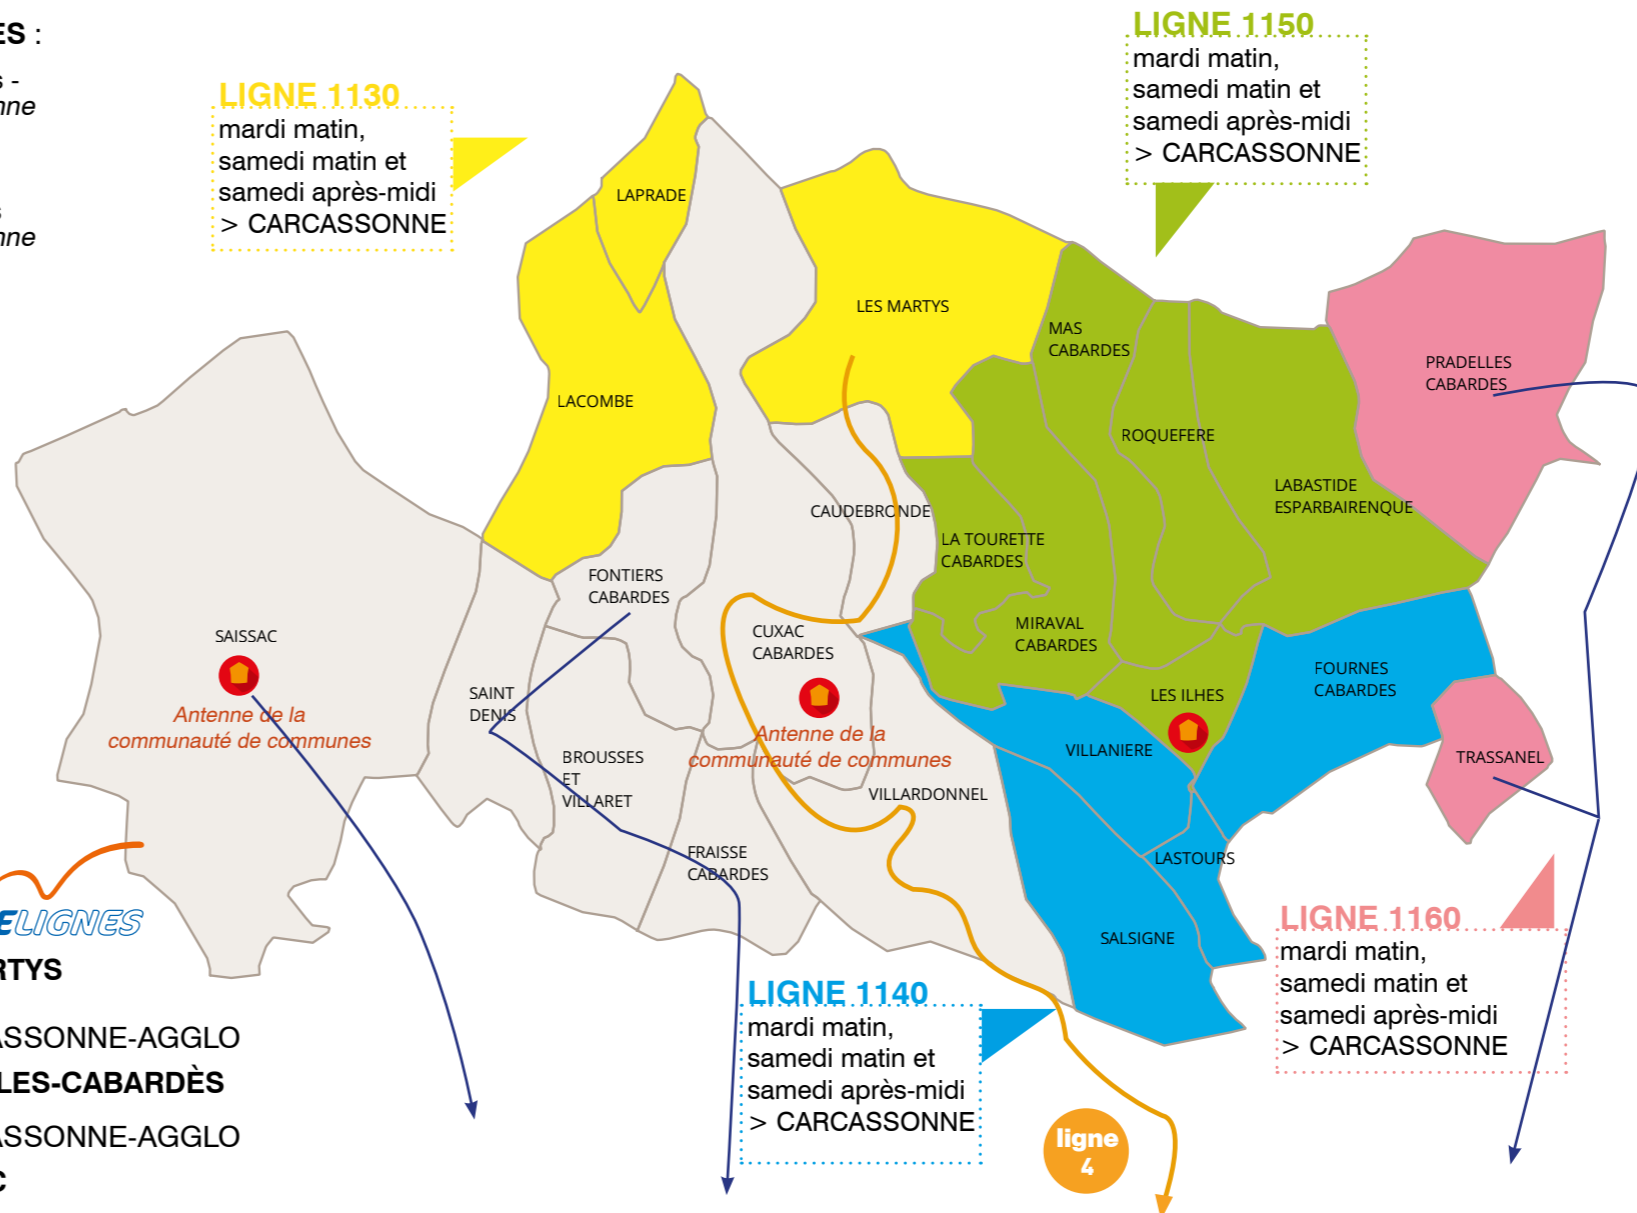 ES :
s -
nne
s
nne
LIGNE 1130
mardi matin,
samedi matin et
samedi après-midi
> CARCASSONNE
LIGNE 1150
mardi matin,
samedi matin et
samedi après-midi
> CARCASSONNE
LAPRADE
LES MARTYS
MAS
CABARDES
PRADELLES
CABARDES
LACOMBE
ROQUEFERE
LABASTIDE
ESPARBAIRENQUE
CAUDEBRONDE
LA TOURETTE
CABARDES
FONTIERS
CABARDES
SAISSAC
Antenne de la
communauté de communes
CUXAC
CABARDES
Antenne de la
communauté de communes
MIRAVAL
CABARDES
FOURNES
CABARDES
SAINT
DENIS
LES ILHES
VILLANIERE
TRASSANEL
BROUSSES
ET
VILLARET
VILLARDONNEL
FRAISSE
CABARDES
LASTOURS
SALSIGNE
ELIGNES
RTYS
ASSONNE-AGGLO
LES-CABARDÈS
ASSONNE-AGGLO
C
LIGNE 1140
mardi matin,
samedi matin et
samedi après-midi
> CARCASSONNE
LIGNE 1160
mardi matin,
samedi matin et
samedi après-midi
> CARCASSONNE
ligne
4